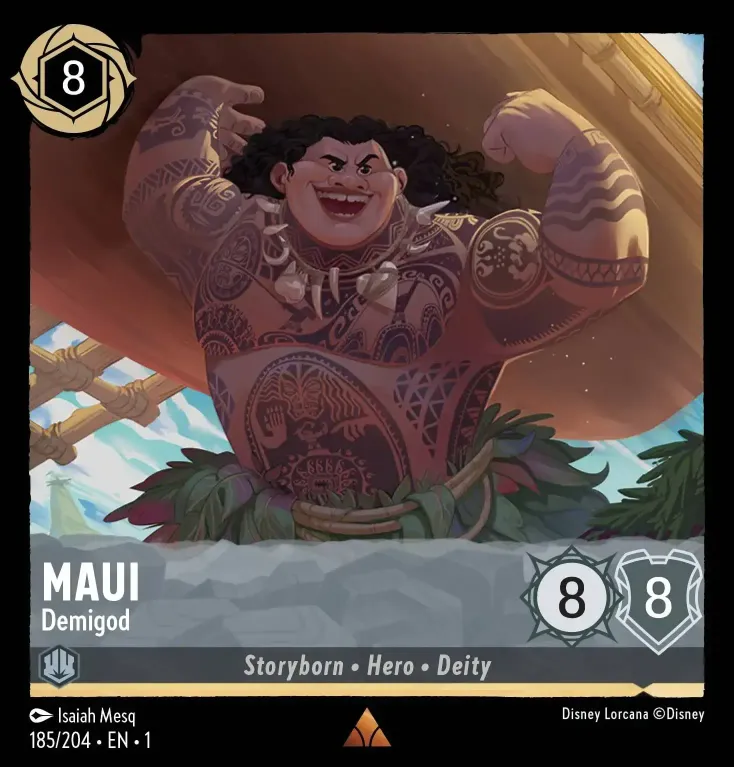 8
MAUI
Demigod
8 8
Storyborn • Hero • Deity
Isaiah Mesq
Disney Lorcana ©Disney
185/204 • EN • 1